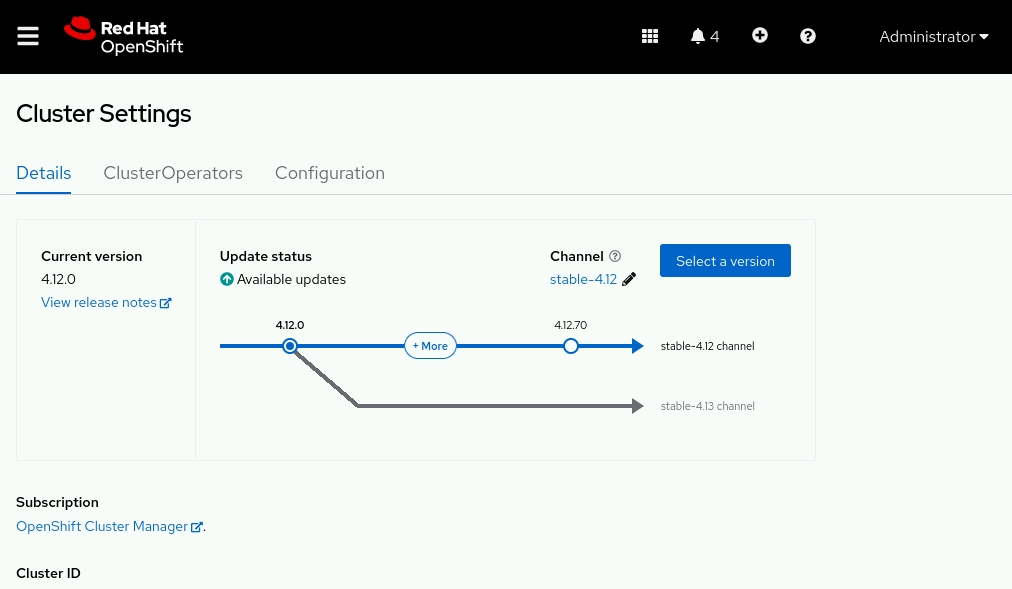 Red Hat
OpenShift
4
Administrator
Cluster Settings
Details ClusterOperators Configuration
Current version
4.12.0
View release notes
Update status
Available updates
Channel
stable-4.12
Select a version
4.12.0
4.12.70
+ More
stable-4.12 channel
stable-4.13 channel
Subscription
OpenShift Cluster Manager.
Cluster ID